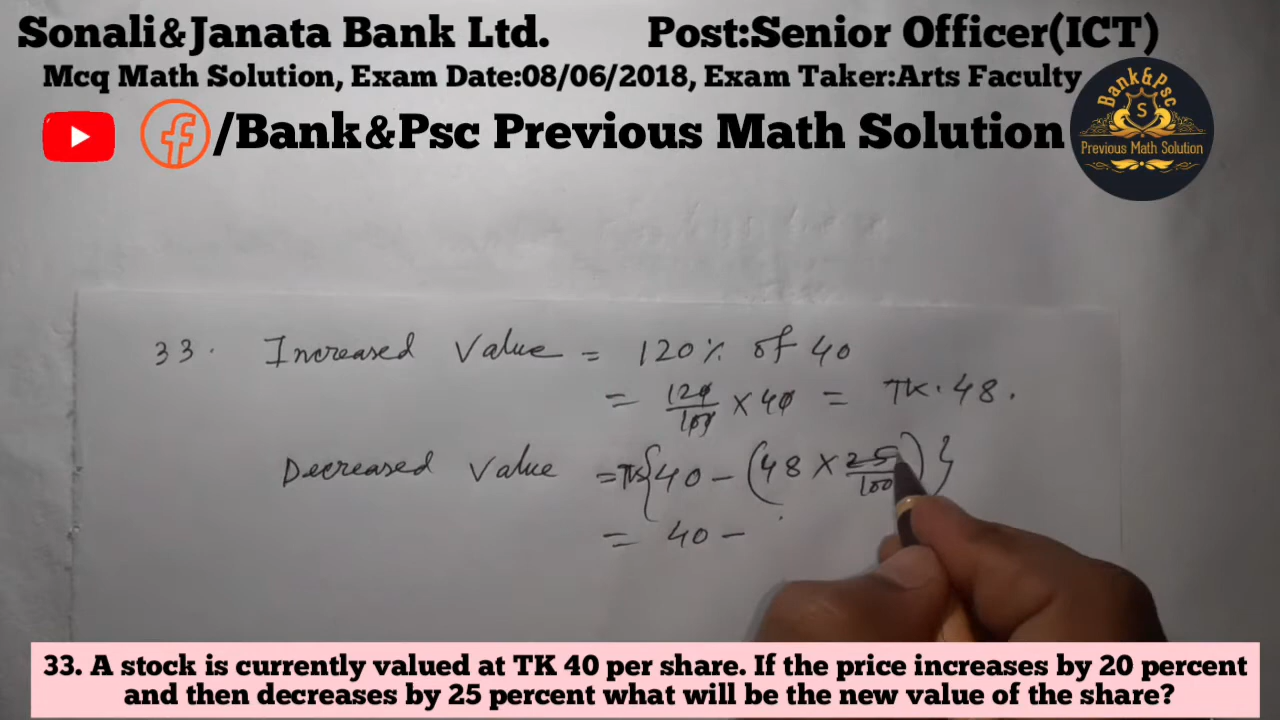 Sonali&Janata Bank Ltd. Post:Senior Officer(ICT)
Mcq Math Solution, Exam Date:08/06/2018, Exam Taker:Arts Faculty
/Bank&Psc Previous Math Solution
Bank&Psc
S
Previous Math Solution
33. Increased Value = 120% of 40
= 120/100 × 40 = TK. 48.
Decreased Value = TK{40 - (48 × 25/100)}
= 40 -
33. A stock is currently valued at TK 40 per share. If the price increases by 20 percent
and then decreases by 25 percent what will be the new value of the share?